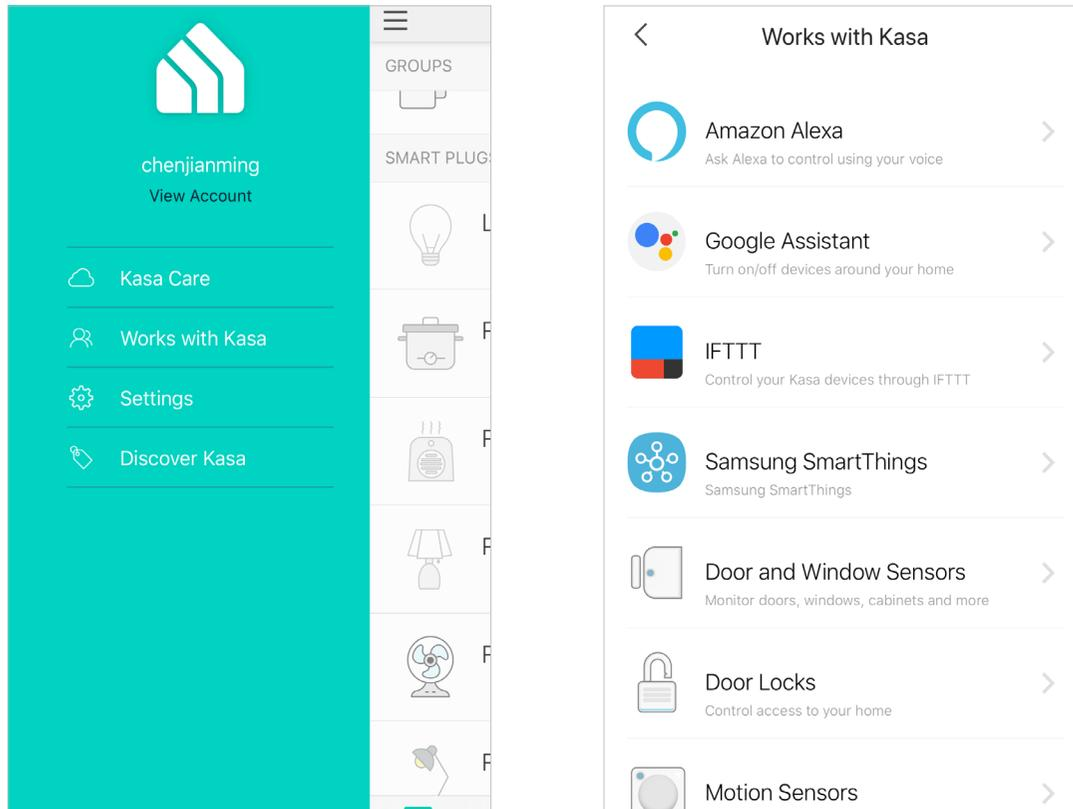 chenjianming
View Account
Kasa Care
Works with Kasa
Settings
Discover Kasa
GROUPS
SMART PLUGS
L
F
F
F
F
F
Works with Kasa
Amazon Alexa
Ask Alexa to control using your voice
Google Assistant
Turn on/off devices around your home
IFTTT
Control your Kasa devices through IFTTT
Samsung SmartThings
Samsung SmartThings
Door and Window Sensors
Monitor doors, windows, cabinets and more
Door Locks
Control access to your home
Motion Sensors